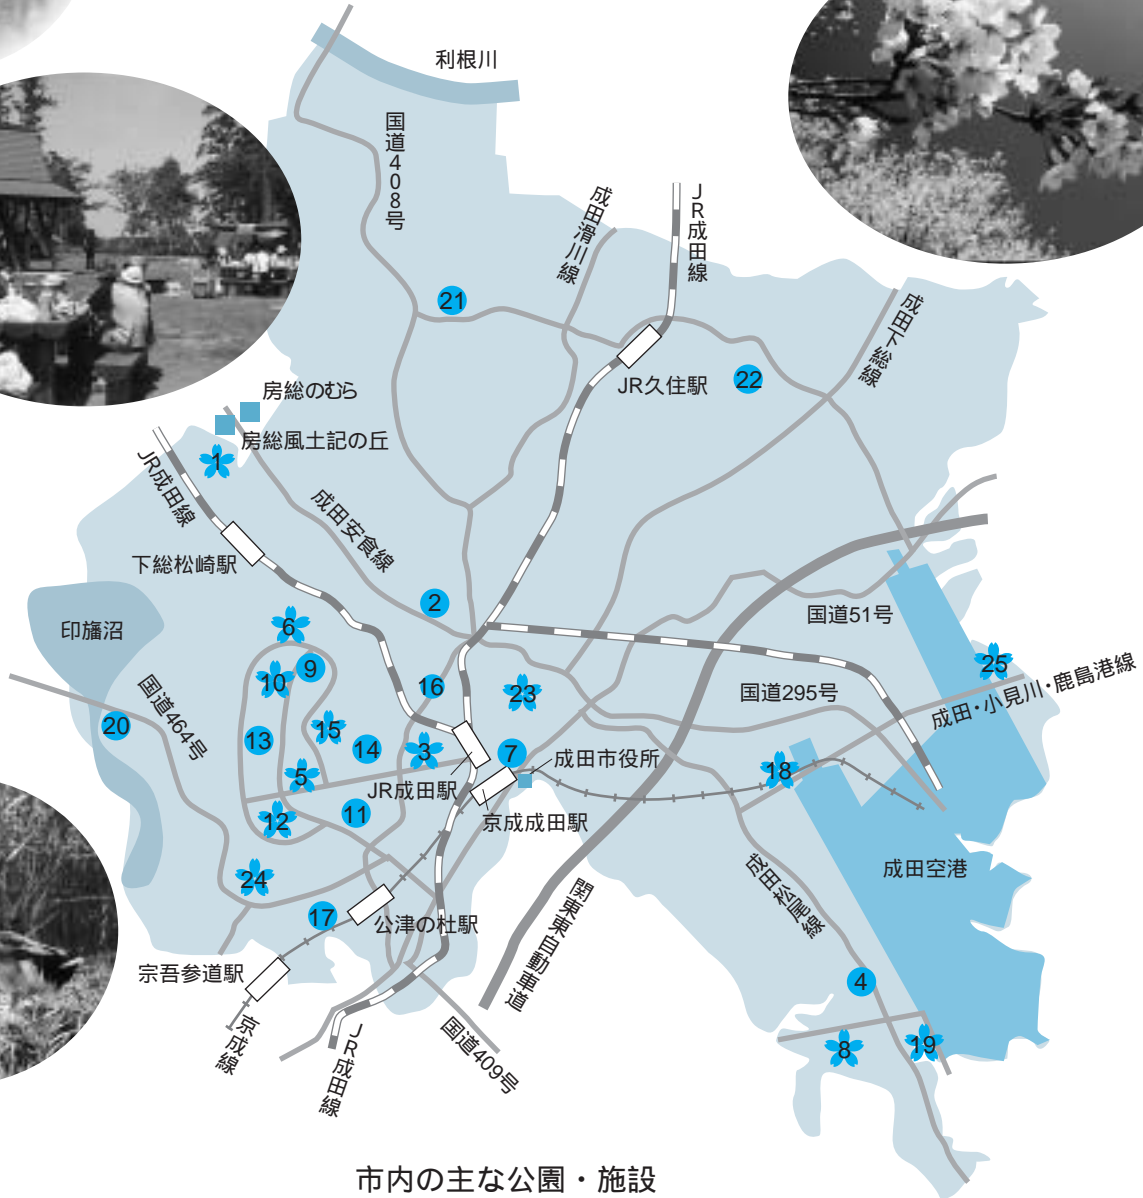 利根川
国道408号
成田滑川線
JR成田線
成田下総線
21
JR久住駅
22
房総のむら
房総風土記の丘
1
JR成田線
成田安食線
下総松崎駅
2
国道51号
印旛沼
6
9
10
16
23
国道295号
25
成田・小見川・鹿島港線
国道464号
20
13
15
14
3
7
成田市役所
18
5
JR成田駅
12
11
京成成田駅
成田空港
成田松尾線
24
関東東自動車道
17
公津の杜駅
宗吾参道駅
4
京成線
JR成田線
国道409号
8
19
市内の主な公園・施設